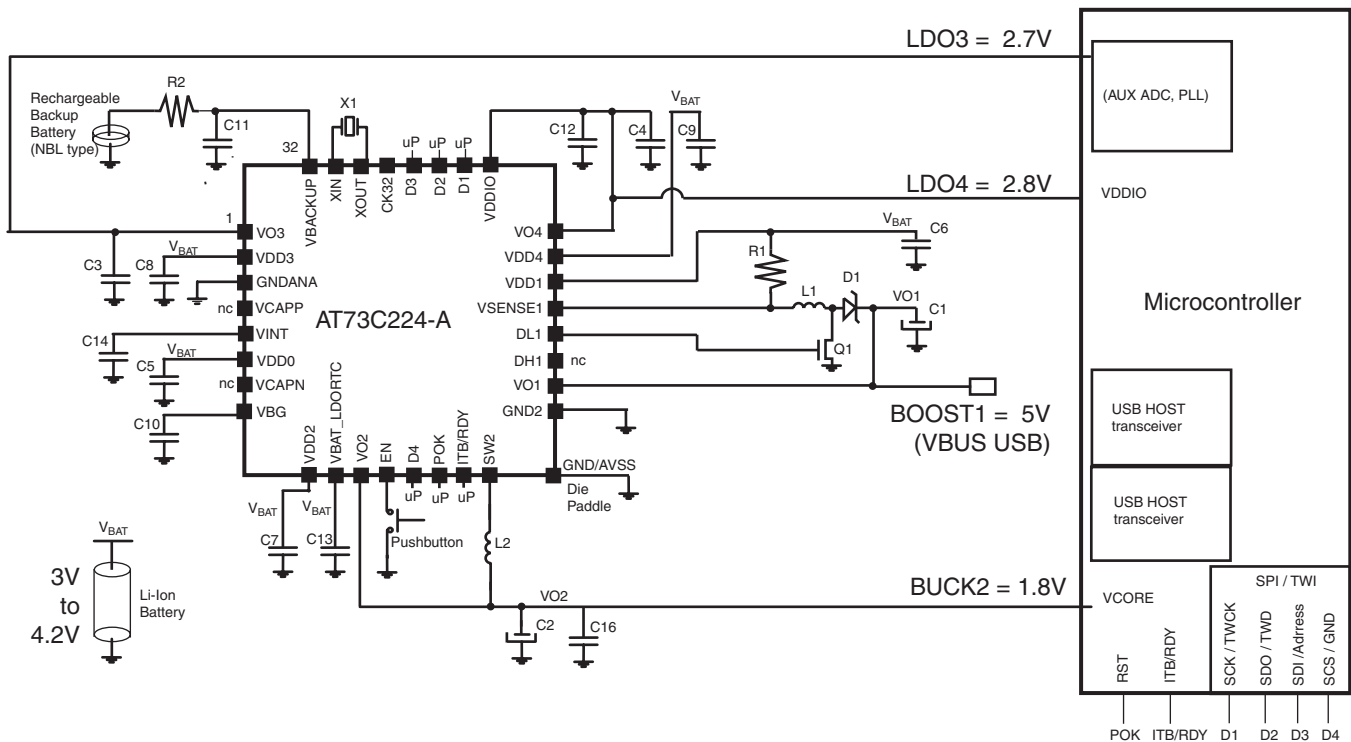 LDO3 = 2.7V
(AUX ADC, PLL)
Rechargeable
Backup
Battery
(NBL type)
R2
C11
X1
32
uP
uP
uP
C12
C4
VBAT
C9
LDO4 = 2.8V
VDDIO
VBACKUP
XIN
XOUT
CK32
D3
D2
D1
VDDIO
1
VO3
VDD3
GNDANA
VCAPP
VINT
VDD0
VCAPN
VBG
VBAT
C3
C8
nc
C14
VBAT
C5
nc
C10
AT73C224-A
VO4
VDD4
VDD1
VSENSE1
DL1
DH1
VO1
GND2
nc
VBAT
C6
R1
L1
D1
VO1
C1
Q1
Microcontroller
BOOST1 = 5V
(VBUS USB)
USB HOST
transceiver
USB HOST
transceiver
VDD2
VBAT_LDORTC
VO2
EN
D4
POK
ITB/RDY
SW2
GND/AVSS
Die
Paddle
uP
uP
uP
VBAT
VBAT
C7
C13
Pushbutton
L2
VBAT
3V
to
4.2V
Li-Ion
Battery
VO2
C2
C16
BUCK2 = 1.8V
VCORE
SPI / TWI
RST
ITB/RDY
SCK / TWCK
SDO / TWD
SDI /Adrress
SCS / GND
POK
ITB/RDY
D1
D2
D3
D4